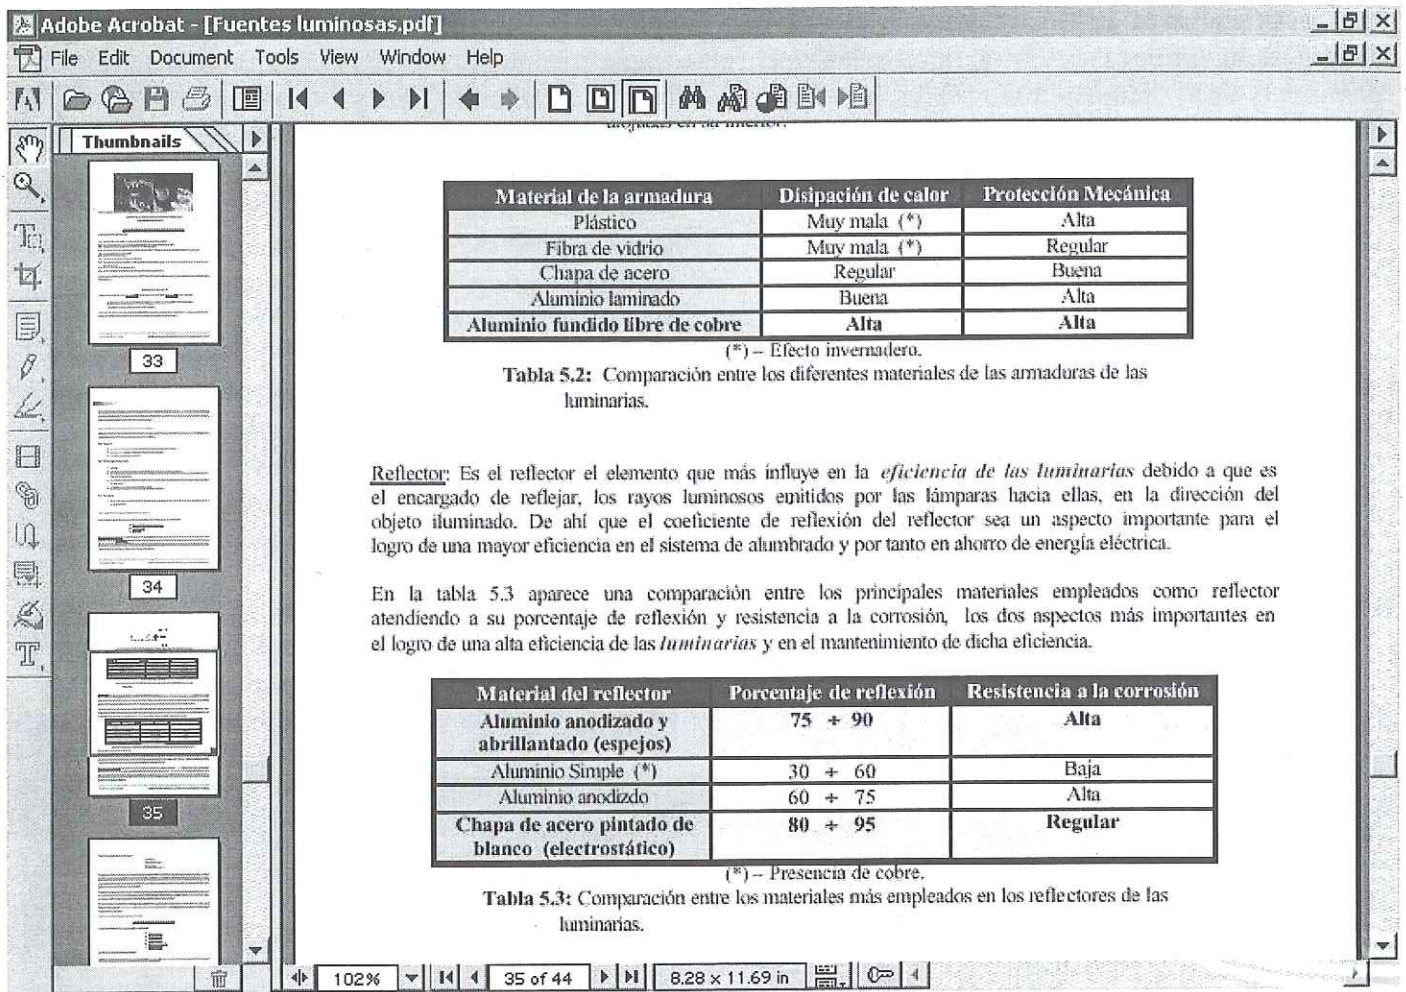 Adobe Acrobat - [Fuentes luminosas.pdf]
File Edit Document Tools View Window Help
Thumbnails
33
34
35
Material de la armadura Disipación de calor Protección Mecánica
Plástico Muy mala (*) Alta
Fibra de vidrio Muy mala (*) Regular
Chapa de acero Regular Buena
Aluminio laminado Buena Alta
Aluminio fundido libre de cobre Alta Alta
(*) – Efecto invernadero.
Tabla 5.2: Comparación entre los diferentes materiales de las armaduras de las
luminarias.
Reflector: Es el reflector el elemento que más influye en la eficiencia de las luminarias debido a que es
el encargado de reflejar, los rayos luminosos emitidos por las lámparas hacia ellas, en la dirección del
objeto iluminado. De ahí que el coeficiente de reflexión del reflector sea un aspecto importante para el
logro de una mayor eficiencia en el sistema de alumbrado y por tanto en ahorro de energía eléctrica.
En la tabla 5.3 aparece una comparación entre los principales materiales empleados como reflector
atendiendo a su porcentaje de reflexión y resistencia a la corrosión, los dos aspectos más importantes en
el logro de una alta eficiencia de las luminarias y en el mantenimiento de dicha eficiencia.
Material del reflector Porcentaje de reflexión Resistencia a la corrosión
Aluminio anodizado y 75 ÷ 90 Alta
abrillantado (espejos)
Aluminio Simple (*) 30 ÷ 60 Baja
Aluminio anodizdo 60 ÷ 75 Alta
Chapa de acero pintado de 80 ÷ 95 Regular
blanco (electrostático)
(*) – Presencia de cobre.
Tabla 5.3: Comparación entre los materiales más empleados en los reflectores de las
luminarias.
102% 35 of 44 8.28 x 11.69 in